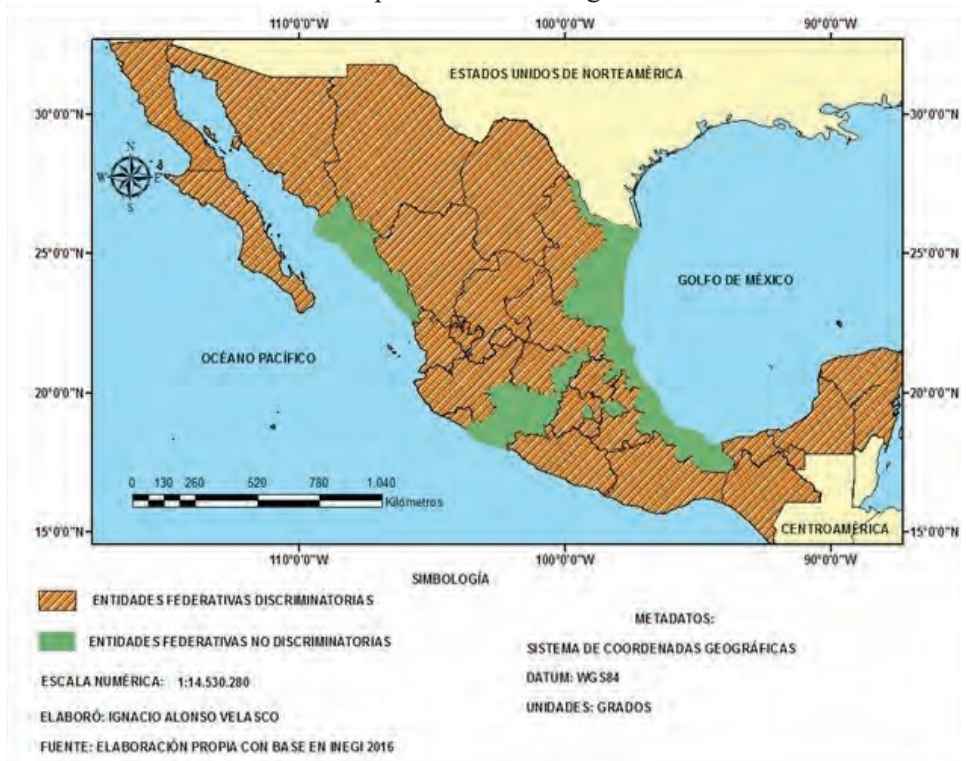 110°0'0"W 100°0'0"W 90°0'0"W
ESTADOS UNIDOS DE NORTEAMÉRICA
30°0'0"N 30°0'0"N
N
W E
S
25°0'0"N 25°0'0"N
GOLFO DE MÉXICO
OCÉANO PACÍFICO
20°0'0"N 20°0'0"N
0 130 260 520 780 1.040
Kilómetros
15°0'0"N 15°0'0"N
CENTROAMÉRICA
110°0'0"W 100°0'0"W 90°0'0"W
SIMBOLOGÍA
ENTIDADES FEDERATIVAS DISCRIMINATORIAS
ENTIDADES FEDERATIVAS NO DISCRIMINATORIAS
ESCALA NUMÉRICA: 1:14.530.280
ELABORÓ: IGNACIO ALONSO VELASCO
FUENTE: ELABORACIÓN PROPIA CON BASE EN INEGI 2016
METADATOS:
SISTEMA DE COORDENADAS GEOGRÁFICAS
DATUM: WGS84
UNIDADES: GRADOS